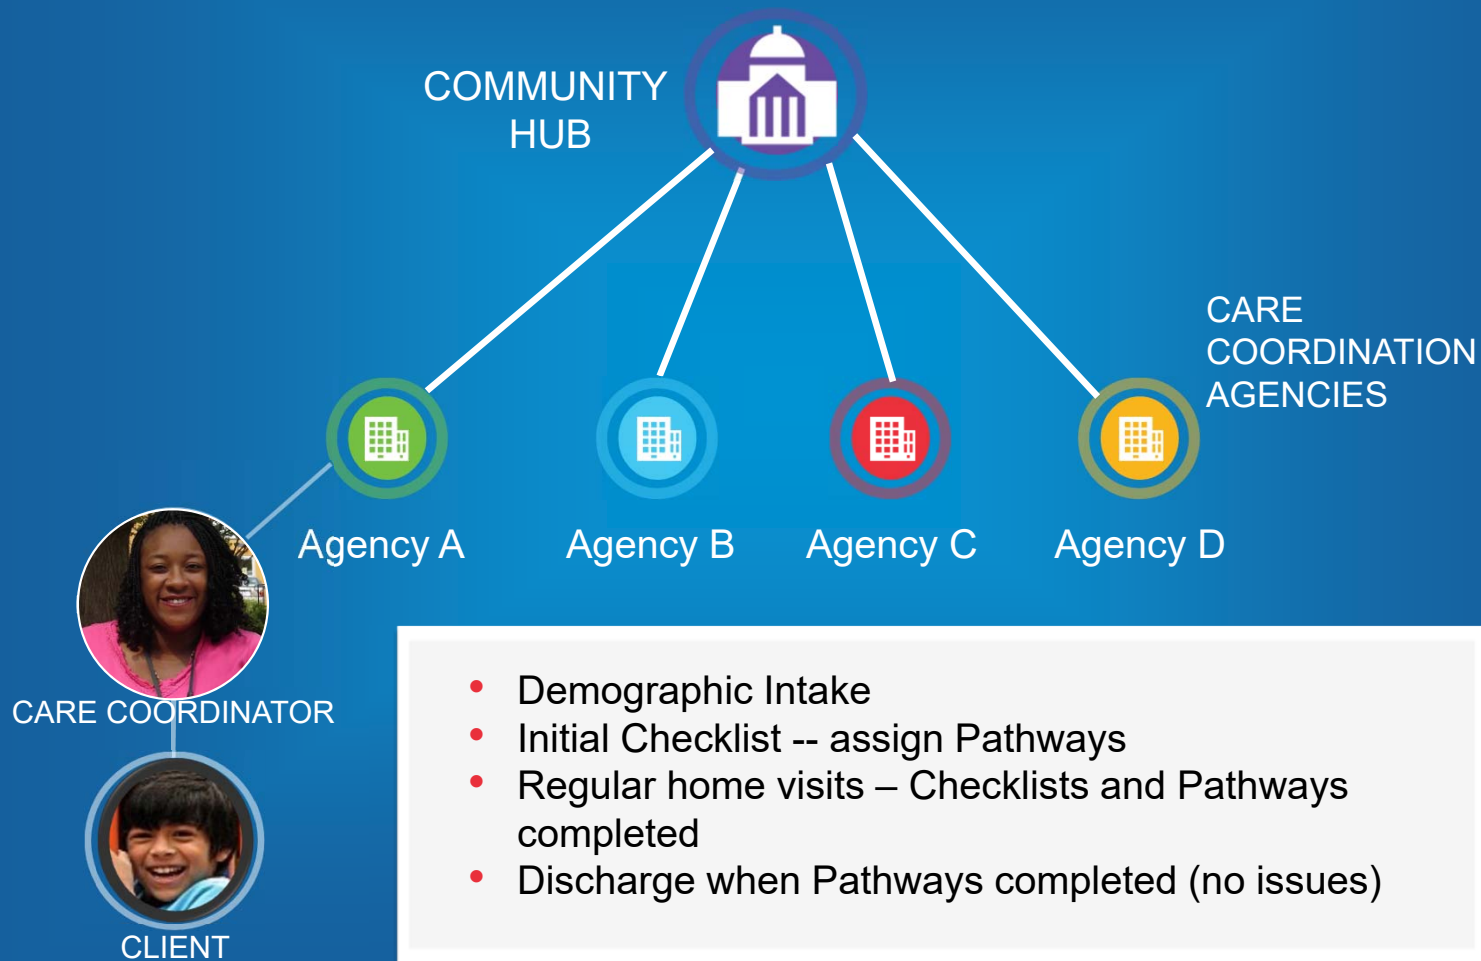 COMMUNITY
HUB
CARE
COORDINATION
AGENCIES
Agency A
Agency B
Agency C
Agency D
CARE COORDINATOR
CLIENT
• Demographic Intake
• Initial Checklist -- assign Pathways
• Regular home visits – Checklists and Pathways
completed
• Discharge when Pathways completed (no issues)